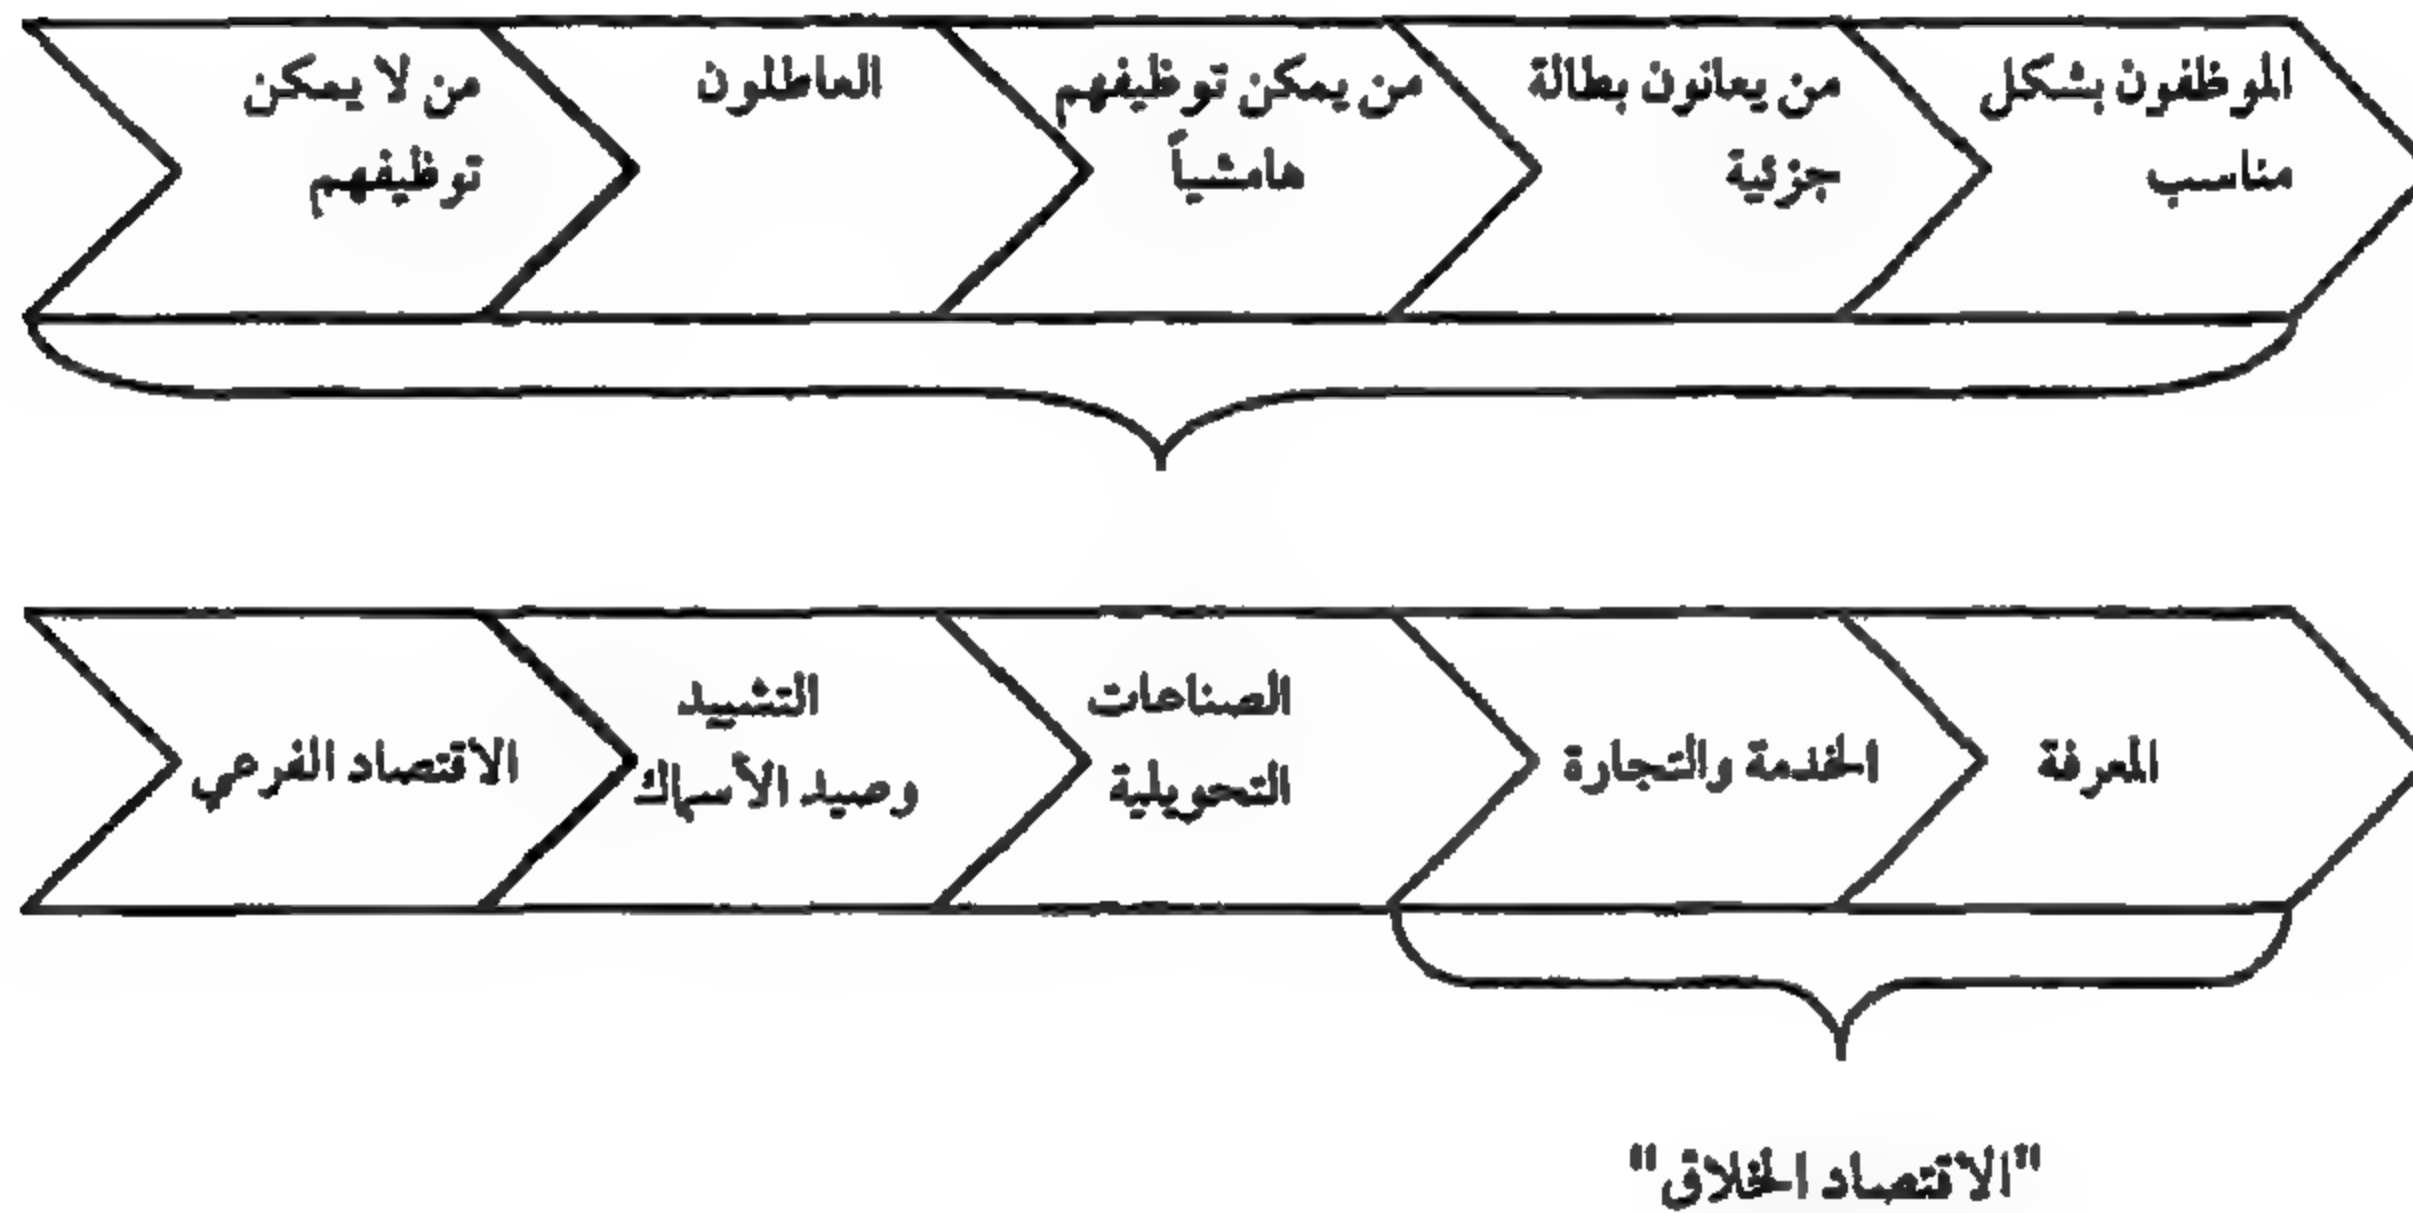 الموظفون بشكل
مناسب
من يعانون بطالة
جزئية
من يمكن توظيفهم
هامشياً
العاطلون
من لا يمكن
توظيفهم
المعرفة
الخدمة والتجارة
الصناعات
التحويلية
التشييد
وصيد الأسماك
الاقتصاد الفرعي
"الاقتصاد الخلاق"